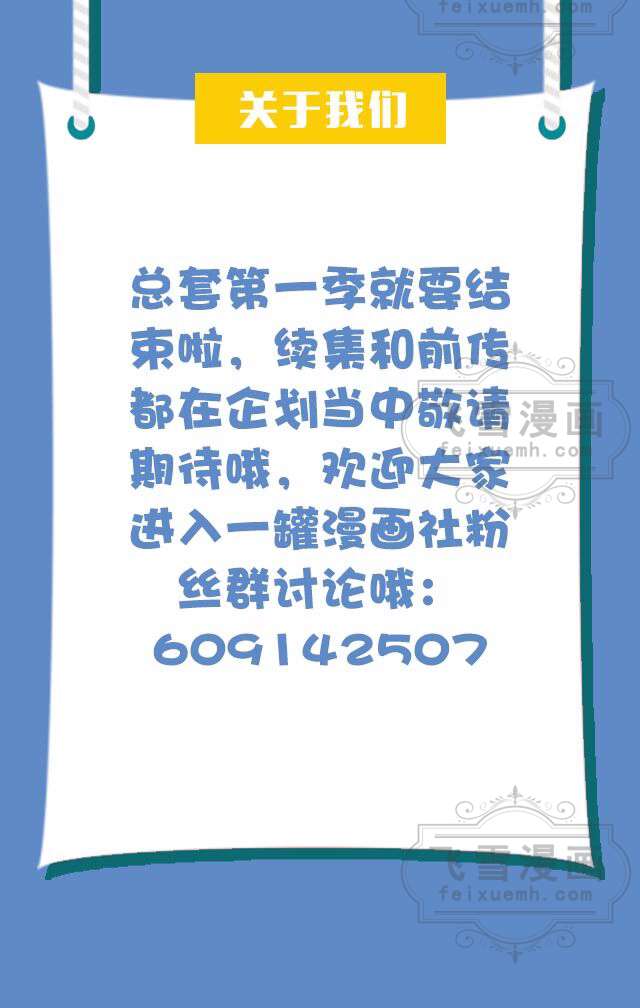 feixuemh.com
关于我们
总套第一季就要结
束啦，续集和前传
都在企划当中敬请
期待哦，欢迎大家
进入一罐漫画社粉
丝群讨论哦：
609142507
飞雪漫画
feixuemh.com
飞雪漫画
feixuemh.com